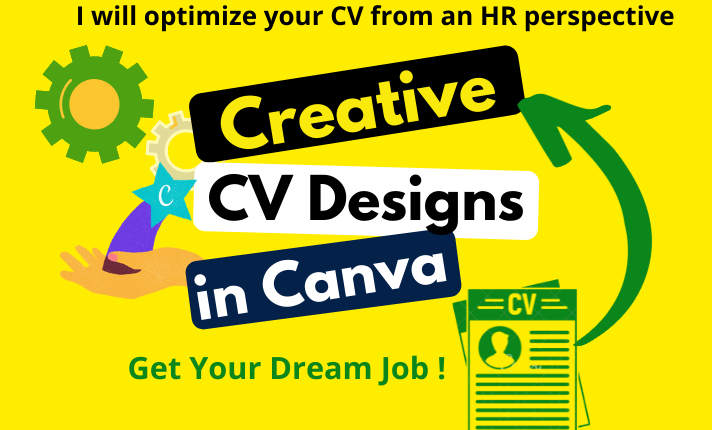 I will optimize your CV from an HR perspective
Creative
C
CV Designs
in Canva
CV
Get Your Dream Job !